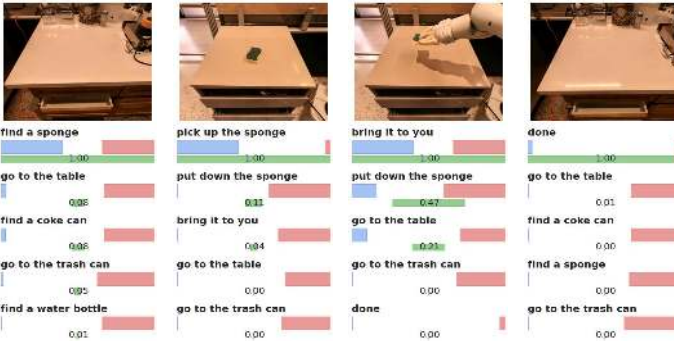 find a sponge
1.00
go to the table
0.08
find a coke can
0.08
go to the trash can
0.05
find a water bottle
0.01
pick up the sponge
1.00
put down the sponge
0.11
bring it to you
0.04
go to the table
0.00
go to the trash can
0.00
bring it to you
1.00
put down the sponge
0.47
go to the table
0.21
go to the trash can
0.00
done
0.00
done
1.00
go to the table
0.01
find a coke can
0.00
find a sponge
0.00
go to the trash can
0.00